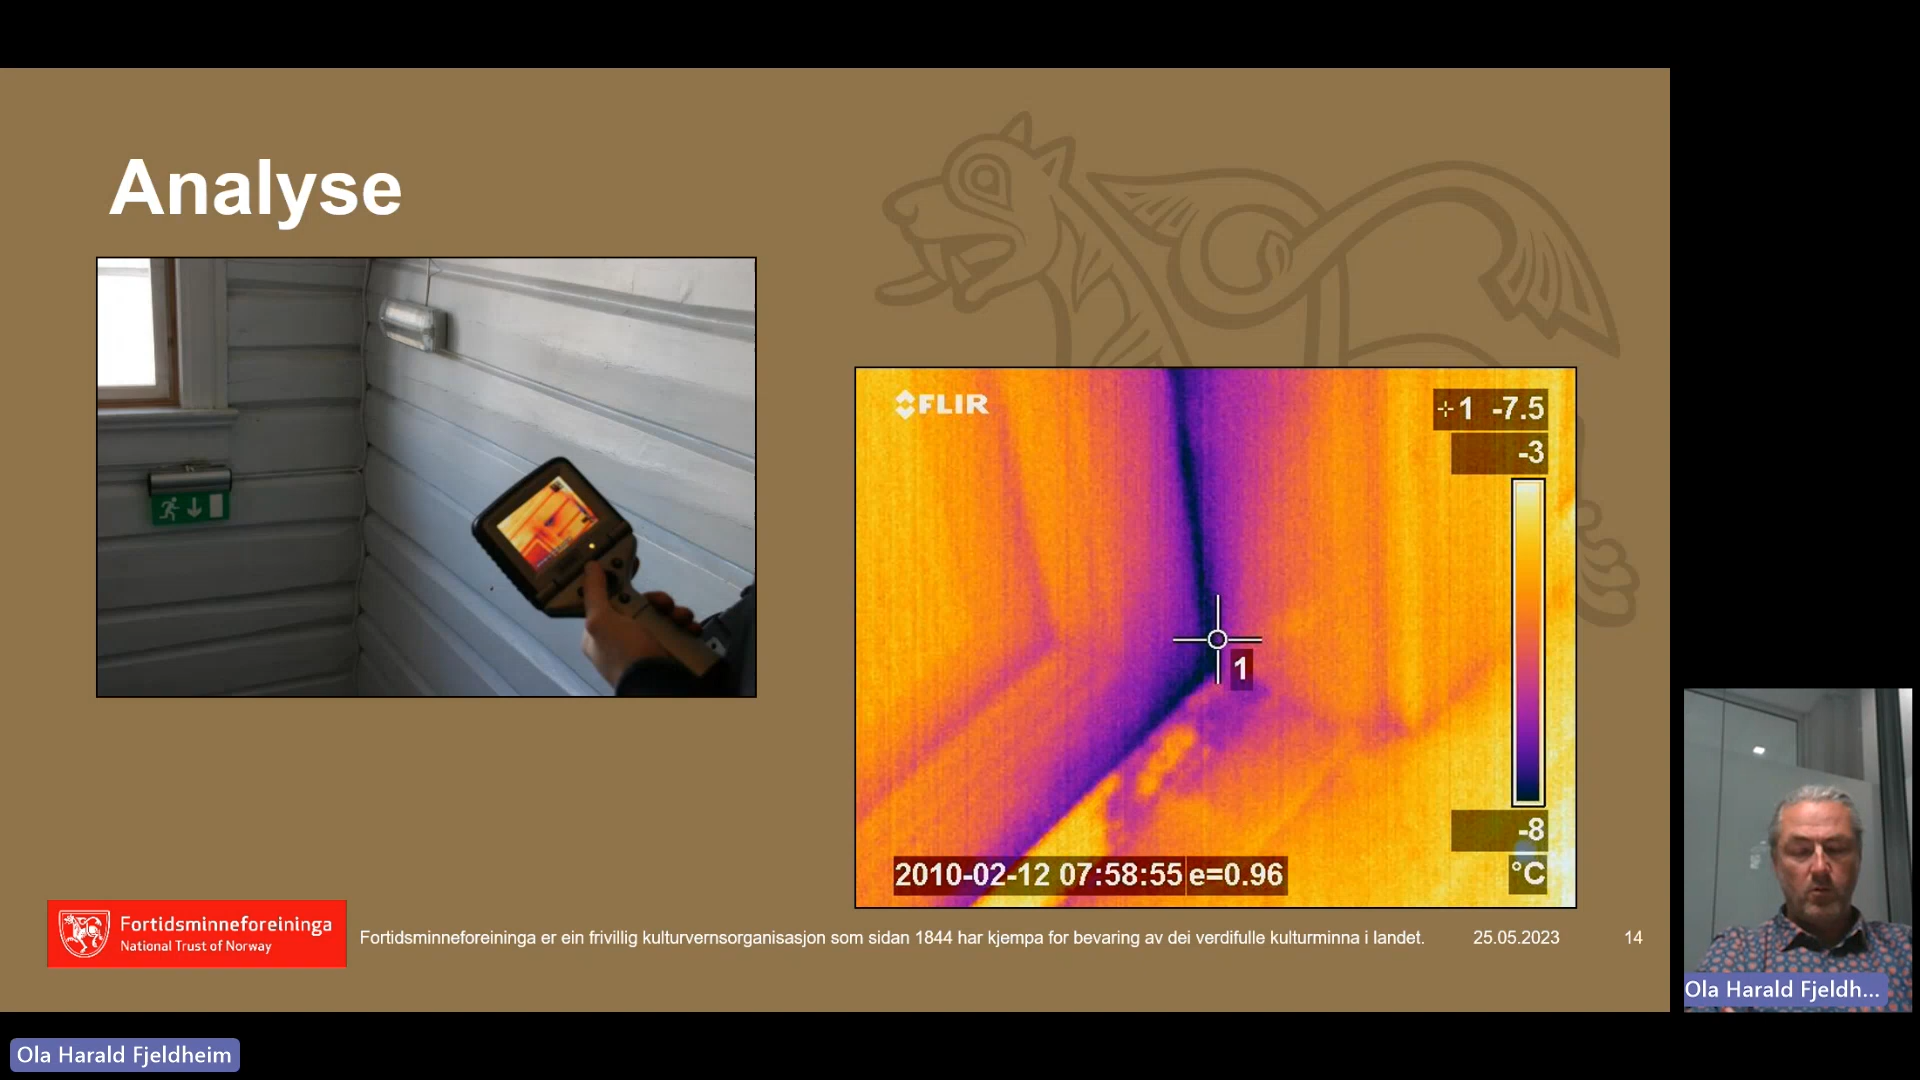 Analyse
FLIR
1 -7.5
-3
1
-8
°C
2010-02-12 07:58:55 e=0.96
Fortidsminneforeininga
National Trust of Norway
Fortidsminneforeininga er ein frivillig kulturvernsorganisasjon som sidan 1844 har kjempa for bevaring av dei verdifulle kulturminna i landet.
25.05.2023
14
Ola Harald Fjeldh...
Ola Harald Fjeldheim